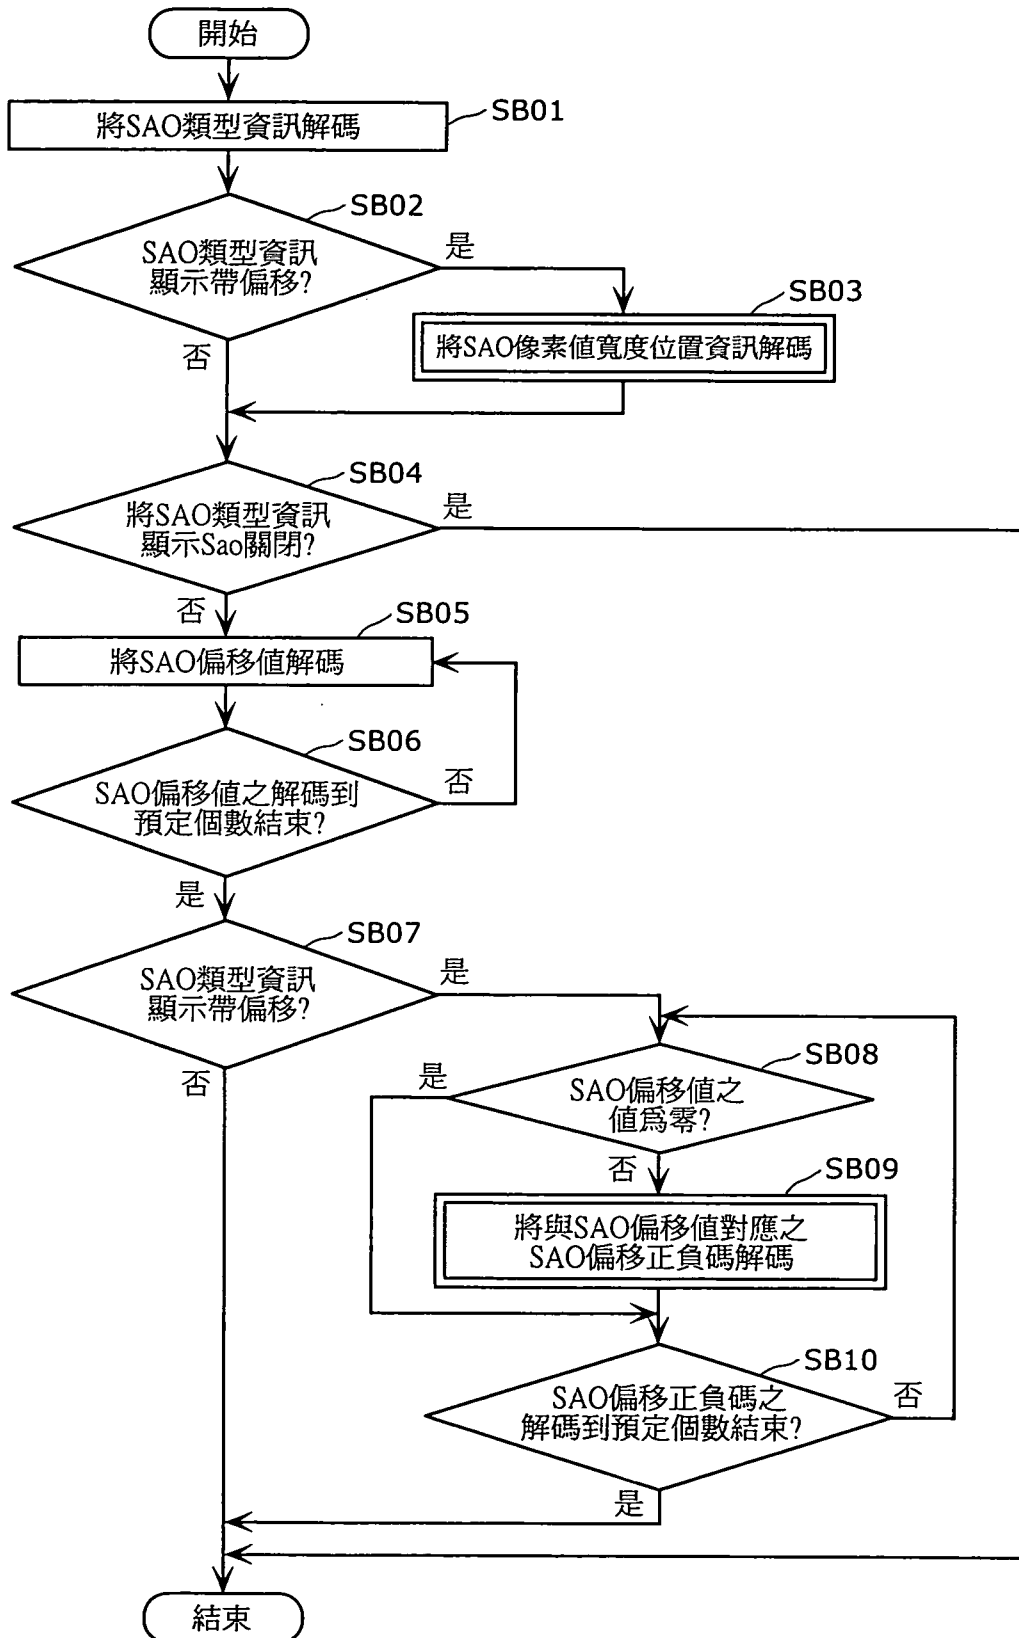 開始
將SAO類型資訊解碼
SB01
SAO類型資訊
顯示帶偏移?
SB02
是
否
SB03
將SAO像素值寬度位置資訊解碼
將SAO類型資訊
顯示Sao關閉?
SB04
是
否
SB05
將SAO偏移值解碼
SB06
SAO偏移值之解碼到
預定個數結束?
否
是
SB07
SAO類型資訊
顯示帶偏移?
是
否
SB08
SAO偏移值之
值爲零?
是
否
SB09
將與SAO偏移值對應之
SAO偏移正負碼解碼
SB10
SAO偏移正負碼之
解碼到預定個數結束?
否
是
結束